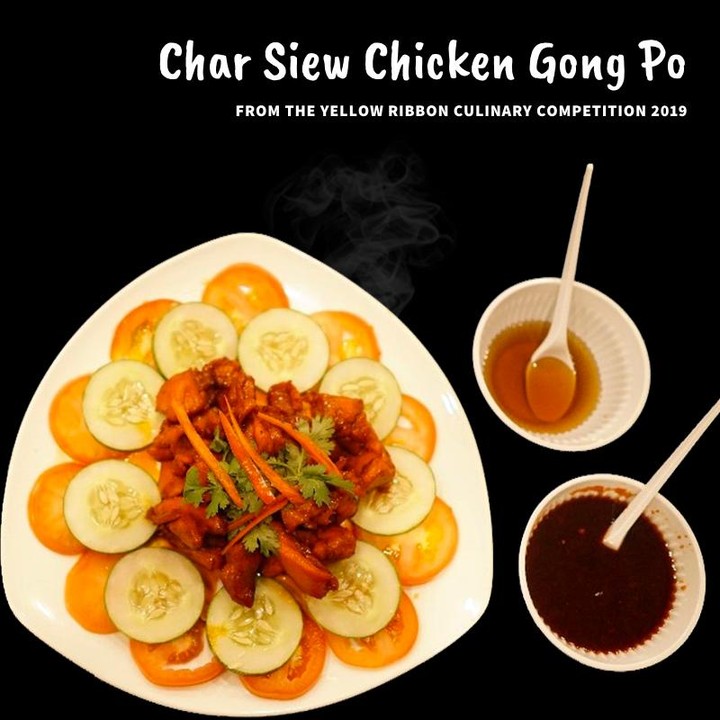 Char Siew Chicken Gong Po
FROM THE YELLOW RIBBON CULINARY COMPETITION 2019